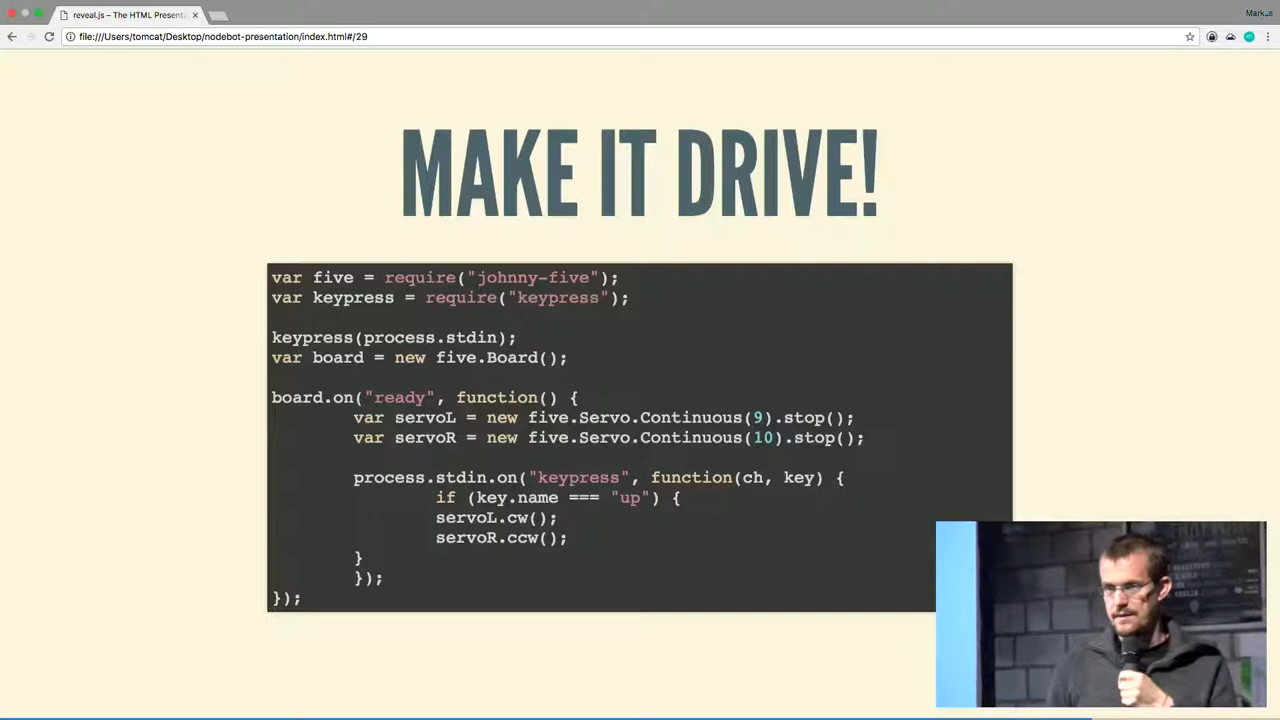 reveal.js – The HTML Presenta
Markus
file:///Users/tomcat/Desktop/nodebot-presentation/index.html#/29
MAKE IT DRIVE!
var five = require("johnny-five");
var keypress = require("keypress");
keypress(process.stdin);
var board = new five.Board();
board.on("ready", function() {
var servoL = new five.Servo.Continuous(9).stop();
var servoR = new five.Servo.Continuous(10).stop();
process.stdin.on("keypress", function(ch, key) {
if (key.name === "up") {
servoL.cw();
servoR.ccw();
}
});
});